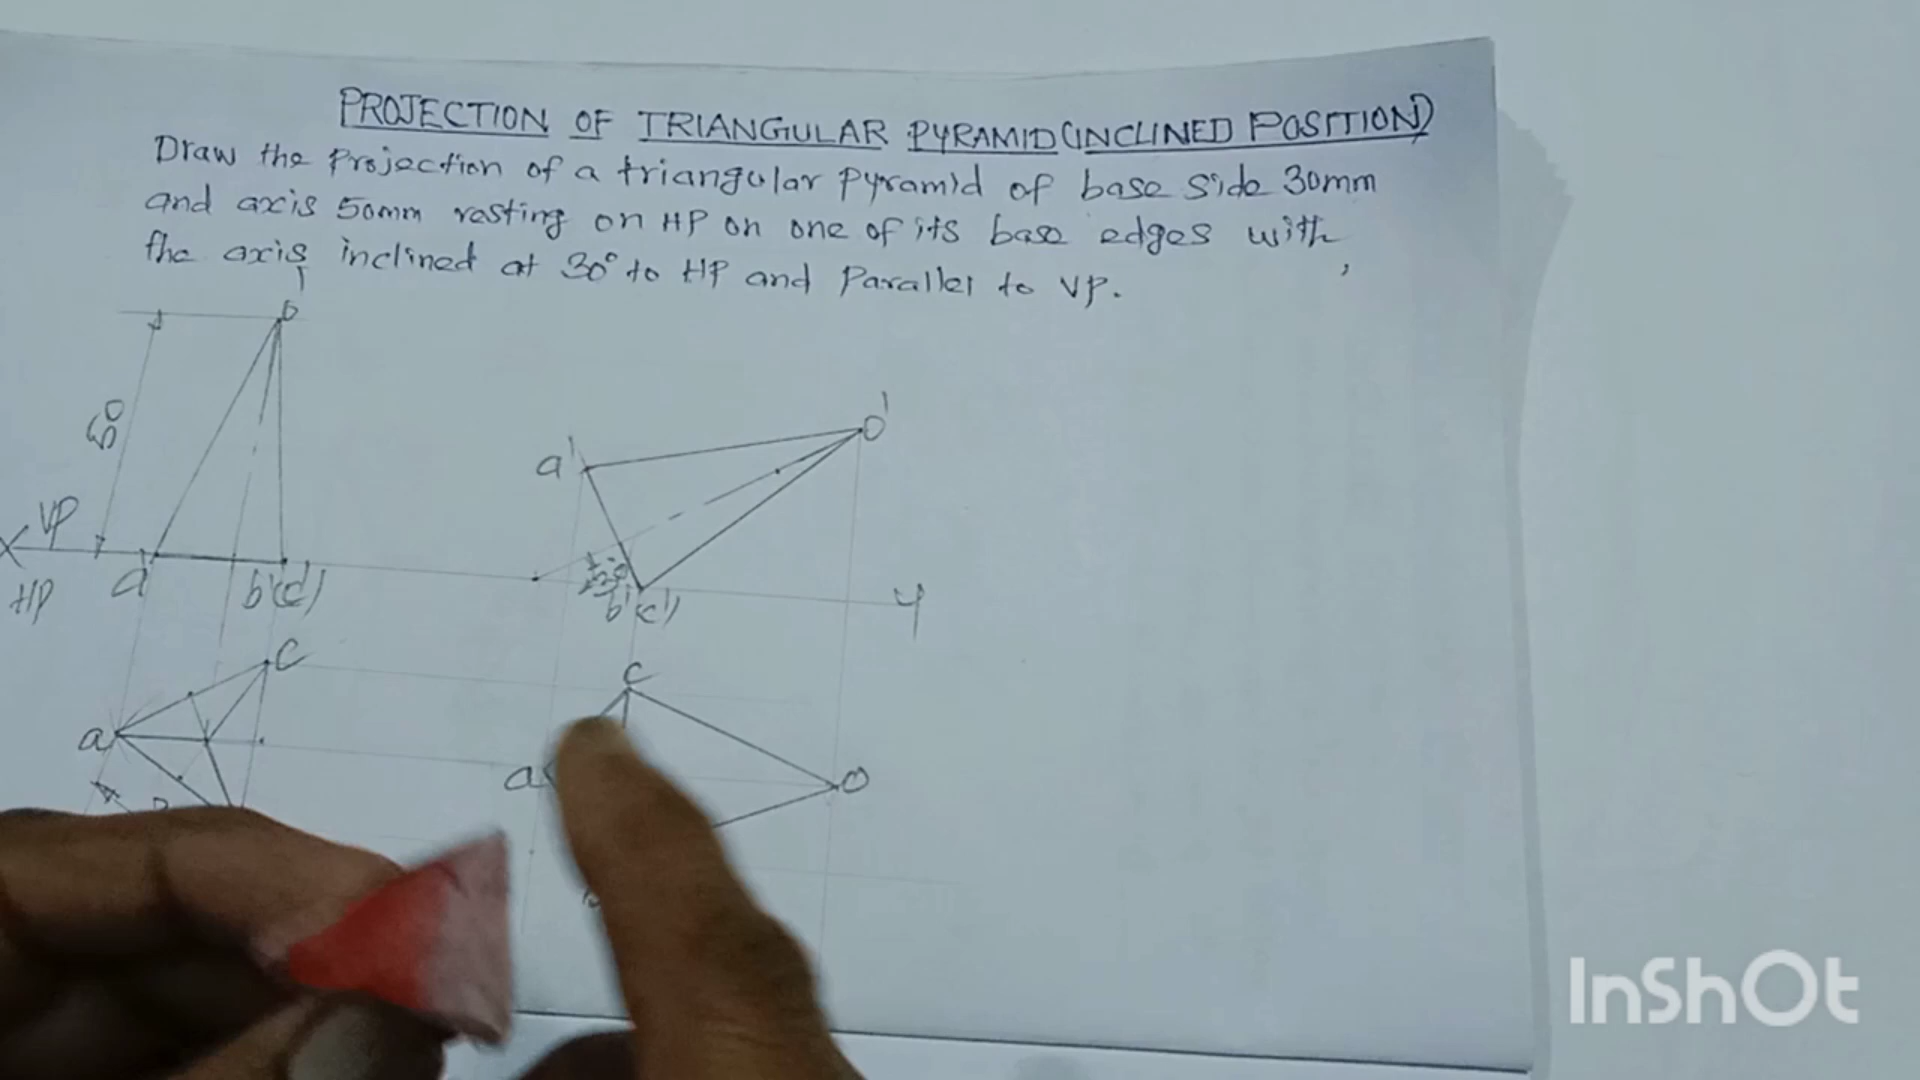 PROJECTION OF TRIANGULAR PYRAMID (INCLINED POSITION)
Draw the Projection of a triangular pyramid of base side 30mm
and axis 50mm resting on HP on one of its base edges with,
the axis inclined at 30° to HP and Parallel to VP.
o'
50
a' o'
VP
X
HP a' b'(c') 30° b'(c') Y
c c
a a o
InShOt